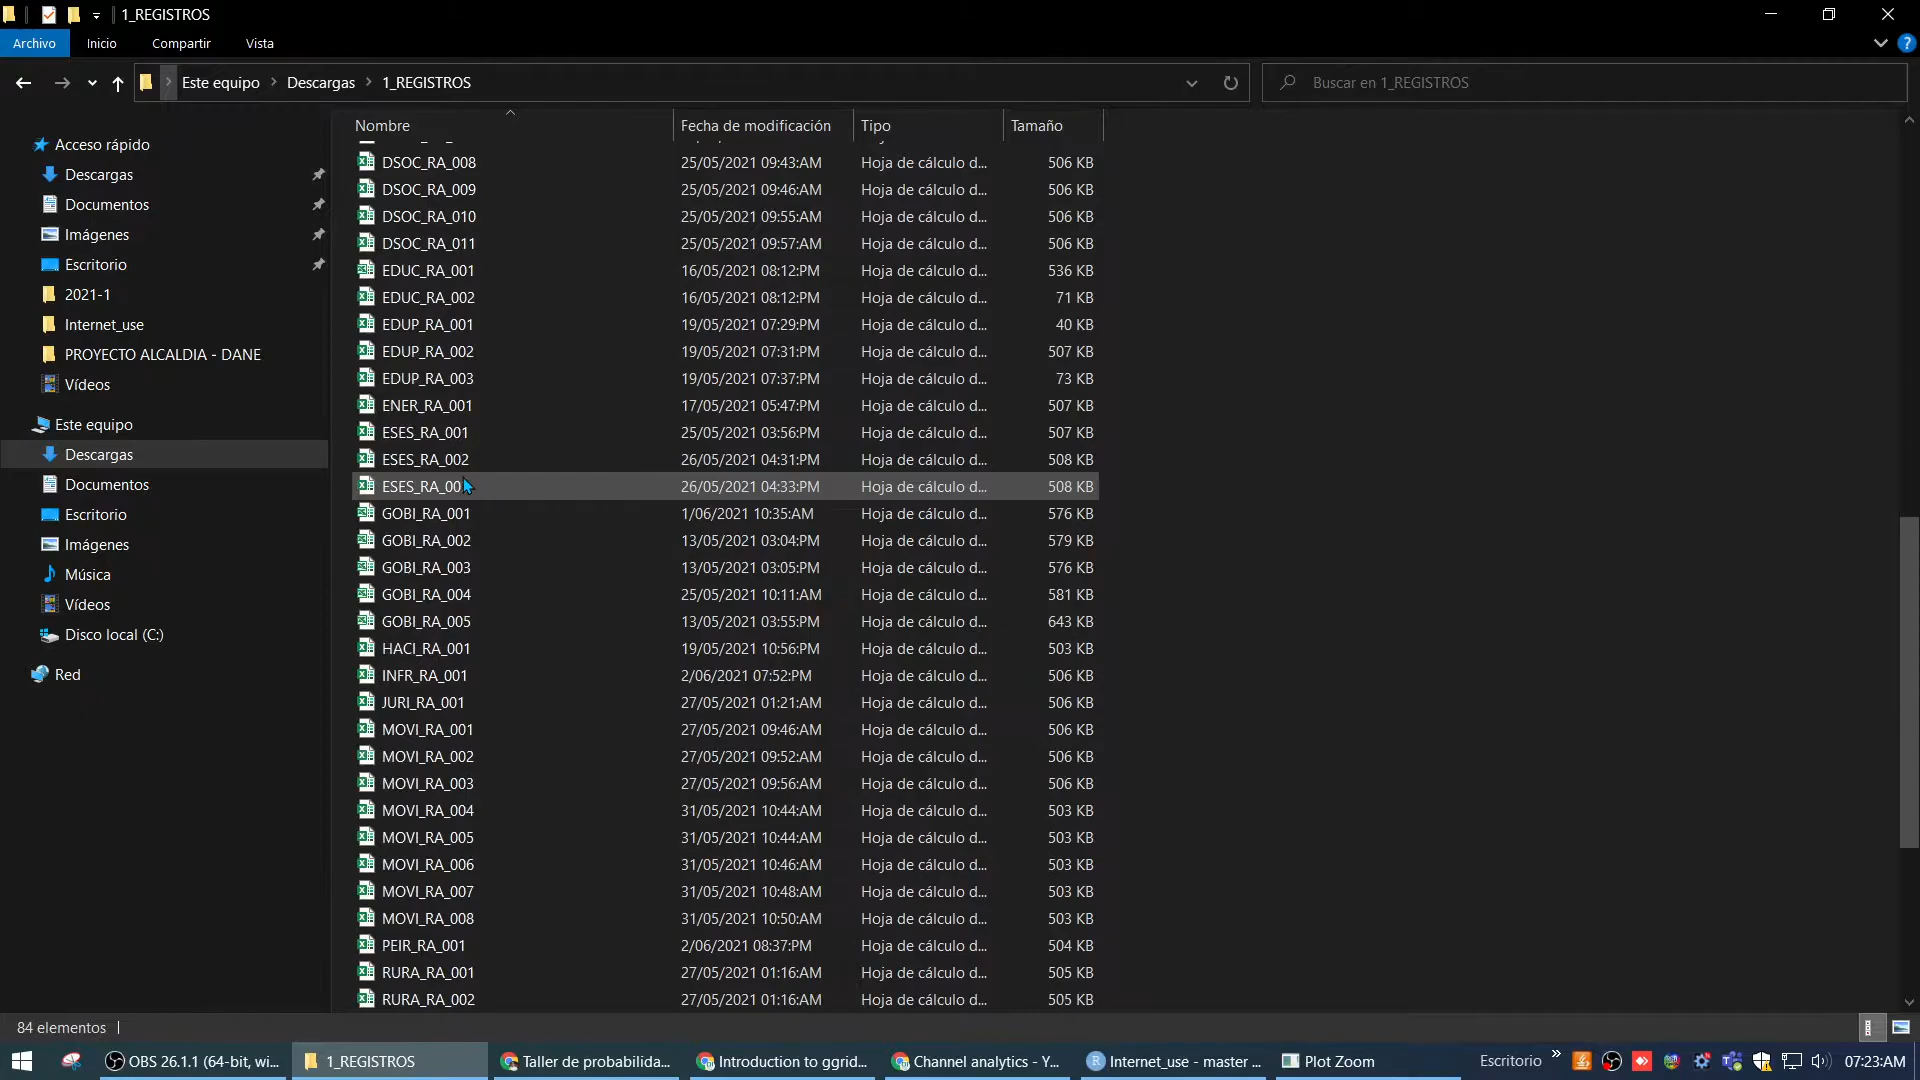 1_REGISTROS
Archivo Inicio Compartir Vista
Este equipo Descargas 1_REGISTROS Buscar en 1_REGISTROS
Nombre Fecha de modificación Tipo Tamaño
Acceso rápido
Descargas
Documentos
Imágenes
Escritorio
2021-1
Internet_use
PROYECTO ALCALDIA - DANE
Vídeos
Este equipo
Descargas
Documentos
Escritorio
Imágenes
Música
Vídeos
Disco local (C:)
Red
DSOC_RA_008 25/05/2021 09:43:AM Hoja de cálculo d... 506 KB
DSOC_RA_009 25/05/2021 09:46:AM Hoja de cálculo d... 506 KB
DSOC_RA_010 25/05/2021 09:55:AM Hoja de cálculo d... 506 KB
DSOC_RA_011 25/05/2021 09:57:AM Hoja de cálculo d... 506 KB
EDUC_RA_001 16/05/2021 08:12:PM Hoja de cálculo d... 536 KB
EDUC_RA_002 16/05/2021 08:12:PM Hoja de cálculo d... 71 KB
EDUP_RA_001 19/05/2021 07:29:PM Hoja de cálculo d... 40 KB
EDUP_RA_002 19/05/2021 07:31:PM Hoja de cálculo d... 507 KB
EDUP_RA_003 19/05/2021 07:37:PM Hoja de cálculo d... 73 KB
ENER_RA_001 17/05/2021 05:47:PM Hoja de cálculo d... 507 KB
ESES_RA_001 25/05/2021 03:56:PM Hoja de cálculo d... 507 KB
ESES_RA_002 26/05/2021 04:31:PM Hoja de cálculo d... 508 KB
ESES_RA_00 26/05/2021 04:33:PM Hoja de cálculo d... 508 KB
GOBI_RA_001 1/06/2021 10:35:AM Hoja de cálculo d... 576 KB
GOBI_RA_002 13/05/2021 03:04:PM Hoja de cálculo d... 579 KB
GOBI_RA_003 13/05/2021 03:05:PM Hoja de cálculo d... 576 KB
GOBI_RA_004 25/05/2021 10:11:AM Hoja de cálculo d... 581 KB
GOBI_RA_005 13/05/2021 03:55:PM Hoja de cálculo d... 643 KB
HACI_RA_001 19/05/2021 10:56:PM Hoja de cálculo d... 503 KB
INFR_RA_001 2/06/2021 07:52:PM Hoja de cálculo d... 506 KB
JURI_RA_001 27/05/2021 01:21:AM Hoja de cálculo d... 506 KB
MOVI_RA_001 27/05/2021 09:46:AM Hoja de cálculo d... 506 KB
MOVI_RA_002 27/05/2021 09:52:AM Hoja de cálculo d... 506 KB
MOVI_RA_003 27/05/2021 09:56:AM Hoja de cálculo d... 506 KB
MOVI_RA_004 31/05/2021 10:44:AM Hoja de cálculo d... 503 KB
MOVI_RA_005 31/05/2021 10:44:AM Hoja de cálculo d... 503 KB
MOVI_RA_006 31/05/2021 10:46:AM Hoja de cálculo d... 503 KB
MOVI_RA_007 31/05/2021 10:48:AM Hoja de cálculo d... 503 KB
MOVI_RA_008 31/05/2021 10:50:AM Hoja de cálculo d... 503 KB
PEIR_RA_001 2/06/2021 08:37:PM Hoja de cálculo d... 504 KB
RURA_RA_001 27/05/2021 01:16:AM Hoja de cálculo d... 505 KB
RURA_RA_002 27/05/2021 01:16:AM Hoja de cálculo d... 505 KB
84 elementos
OBS 26.1.1 (64-bit, wi... 1_REGISTROS Taller de probabilida... Introduction to ggrid... Channel analytics - Y... Internet_use - master ... Plot Zoom Escritorio » 07:23:AM